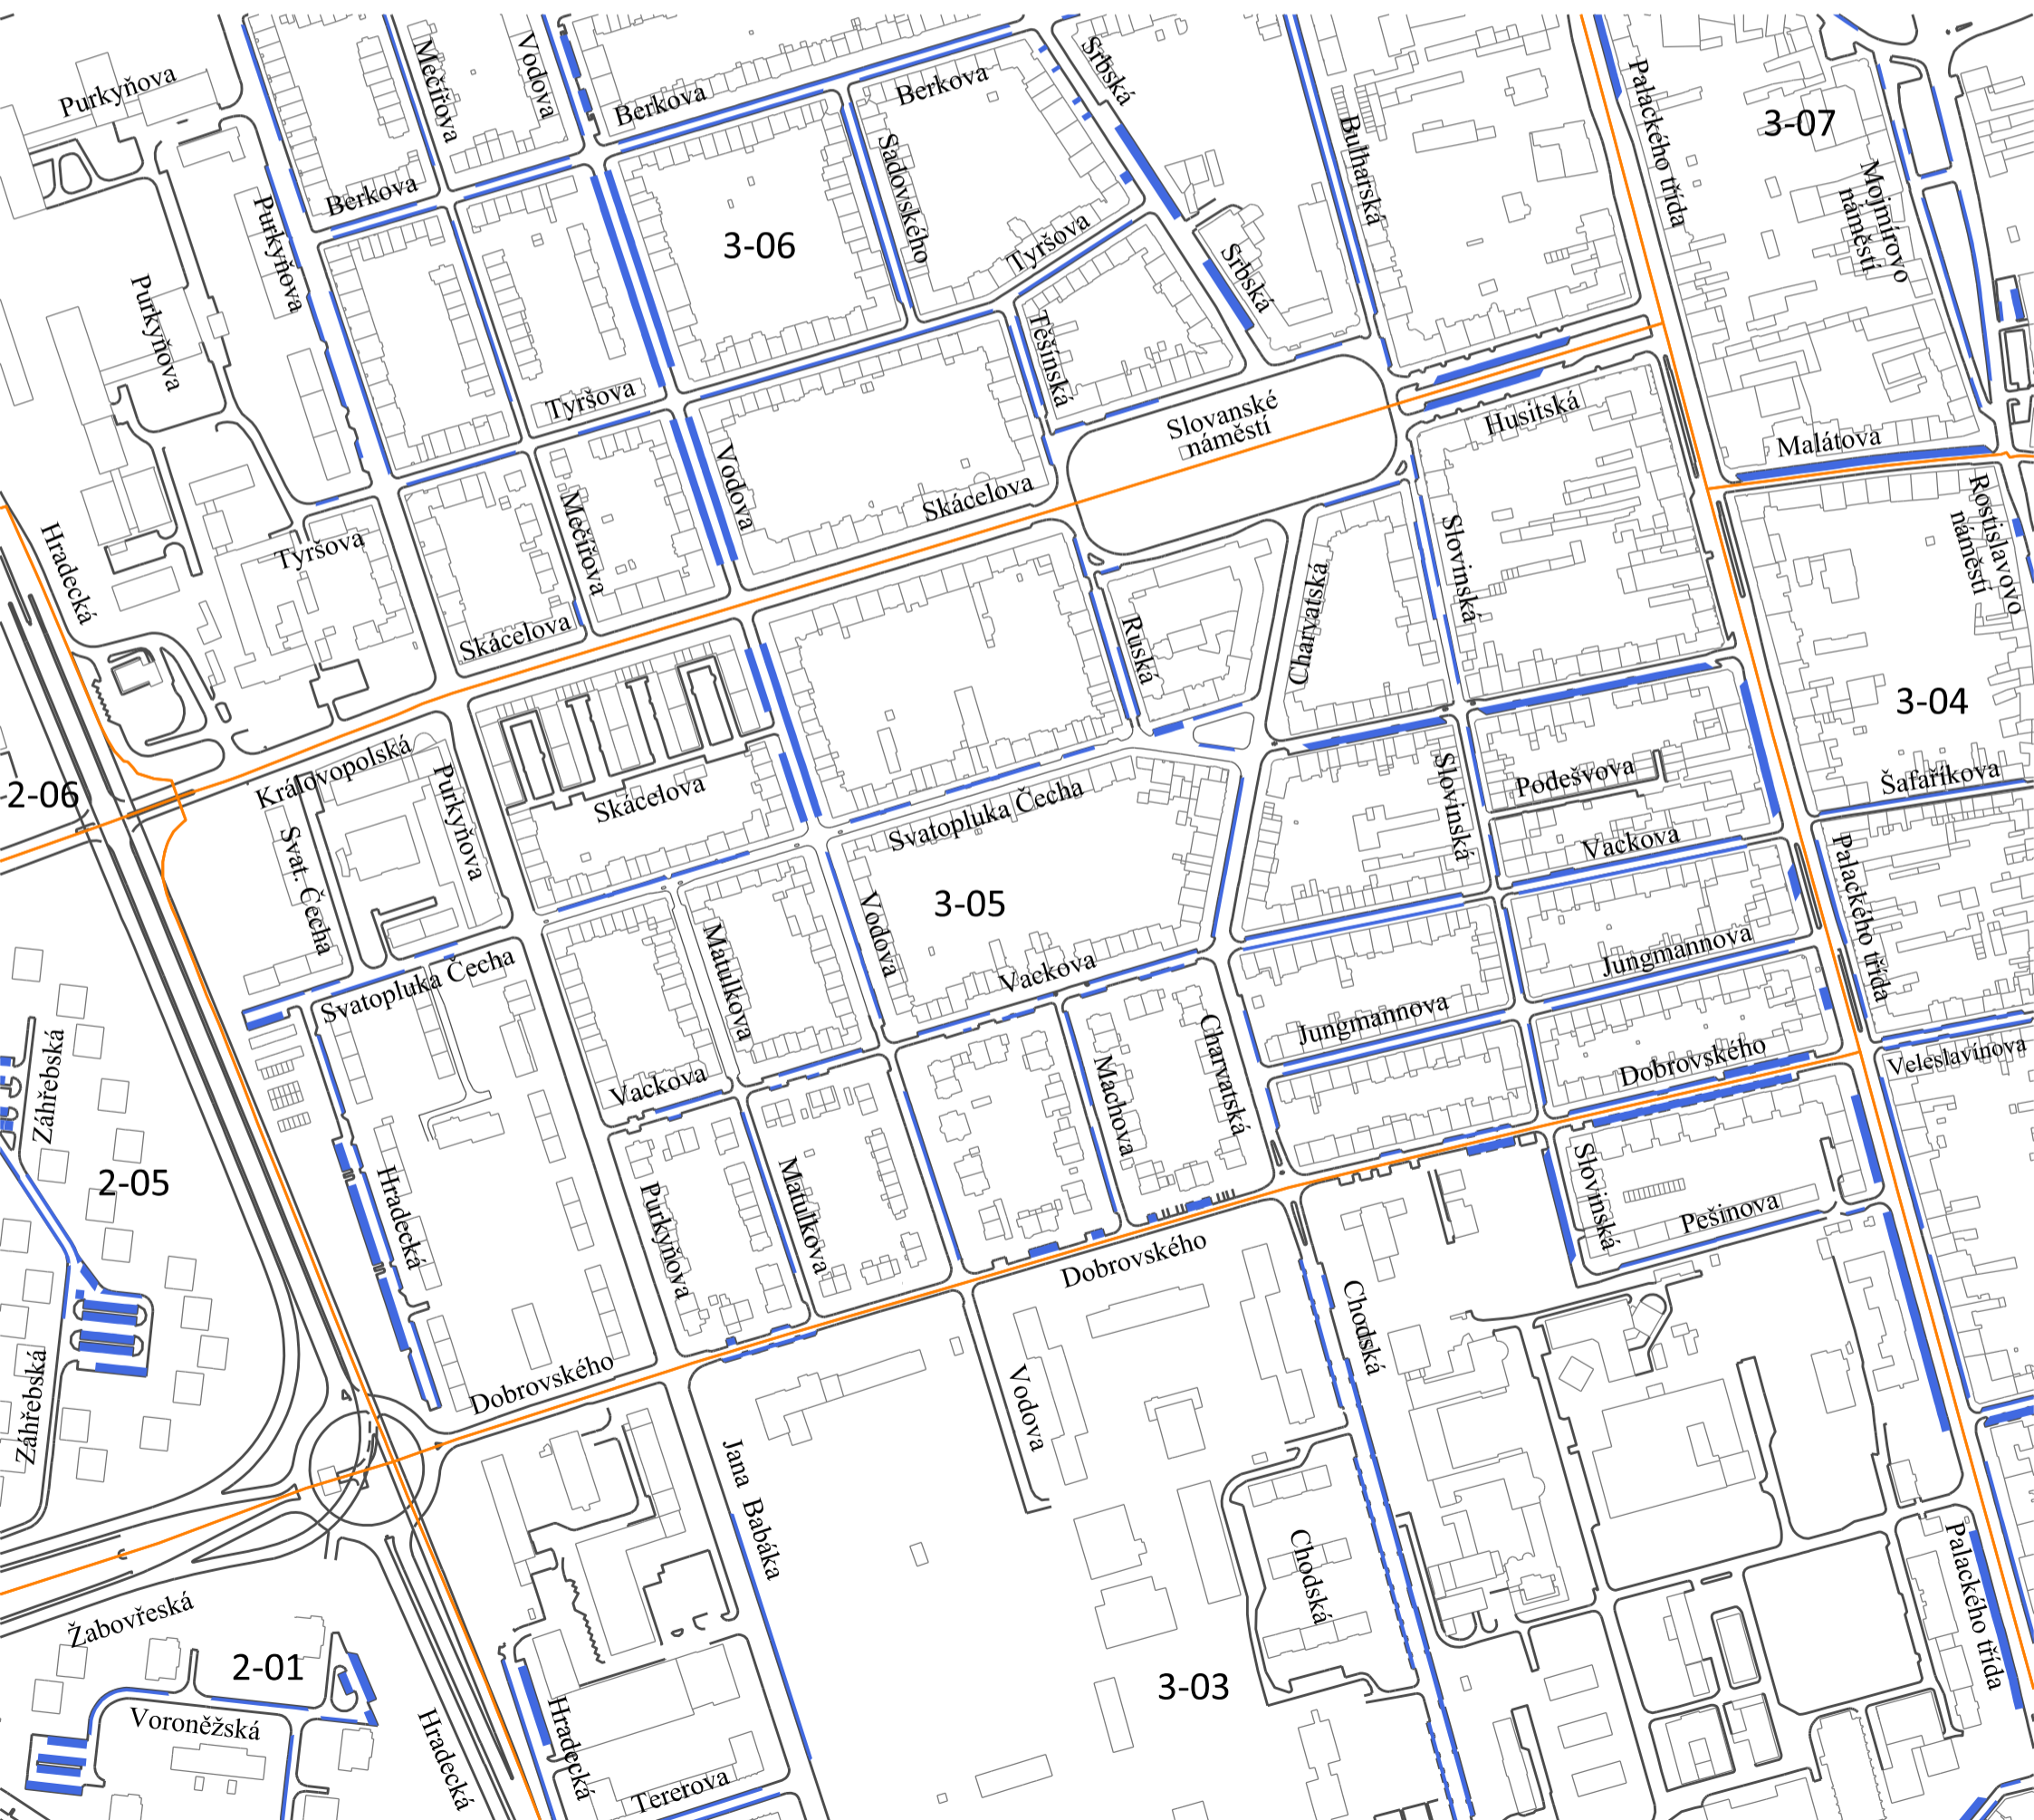 Purkyňova
Mečířova
Vodova
Berkova
Berkova
Srbská
Palackého třída
3-07
Bulharská
Sadovského
Mojmírovo
náměstí
Berkova
Purkyňova
3-06
Tyršova
Srbská
Purkyňova
Těšínská
Tyršova
Slovanské
náměstí
Husitská
Malátova
Vodova
Skácelova
Rostislavovo
náměstí
Hradecká
Mečířova
Tyršova
Slovinská
Charvatská
Skácelova
Ruská
3-04
Královopolská
Purkyňova
Skácelova
Svatopluka Čecha
Slovinská
Podešvova
Šafaříkova
-2-06
Svat. Čecha
Vackova
Palackého třída
3-05
Vodova
Matulkova
Vackova
Jungmannova
Svatopluka Čecha
Jungmannova
Charvatská
Dobrovského
Veleslavínova
Záhřebská
Vackova
Machova
2-05
Hradecká
Purkyňova
Matulkova
Slovinská
Pešinova
Dobrovského
Chodská
Záhřebská
Dobrovského
Vodova
Jana Babáka
Chodská
Palackého třída
Žabovřeská
2-01
3-03
Voroněžská
Hradecká
Hradecká
Tererova